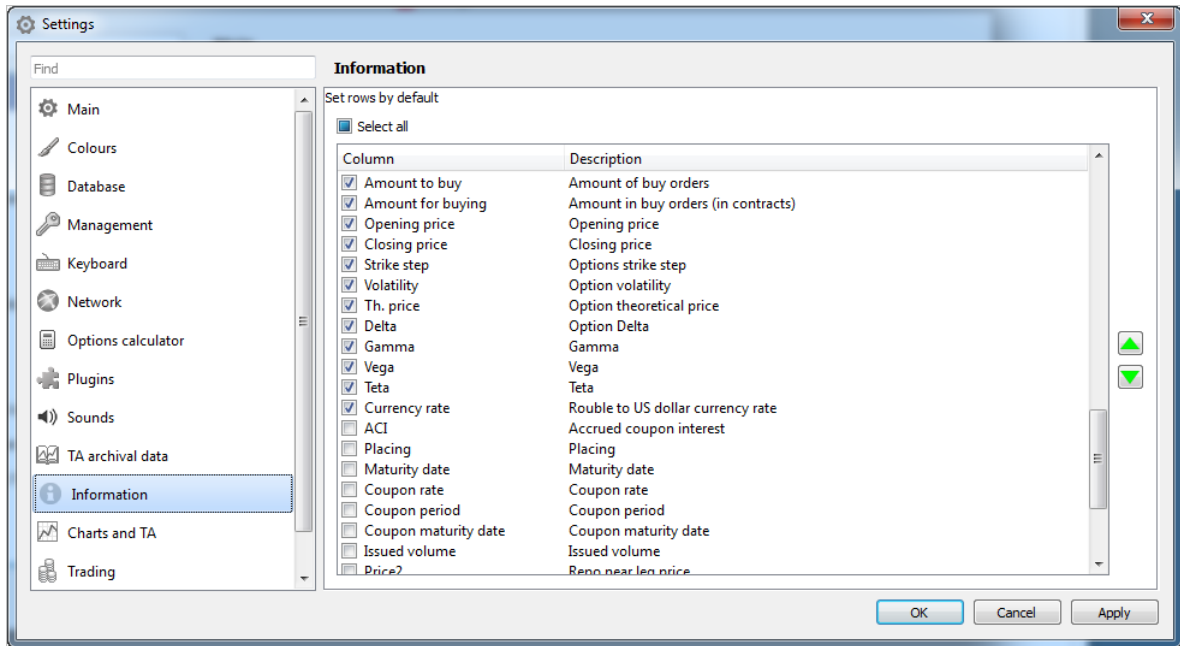 Settings
Find
Main
Colours
Database
Management
Keyboard
Network
Options calculator
Plugins
Sounds
TA archival data
Information
Charts and TA
Trading
Information
Set rows by default
Select all
Column Description
Amount to buy Amount of buy orders
Amount for buying Amount in buy orders (in contracts)
Opening price Opening price
Closing price Closing price
Strike step Options strike step
Volatility Option volatility
Th. price Option theoretical price
Delta Option Delta
Gamma Gamma
Vega Vega
Teta Teta
Currency rate Rouble to US dollar currency rate
ACI Accrued coupon interest
Placing Placing
Maturity date Maturity date
Coupon rate Coupon rate
Coupon period Coupon period
Coupon maturity date Coupon maturity date
Issued volume Issued volume
Price2 Repo near leg price
OK Cancel Apply